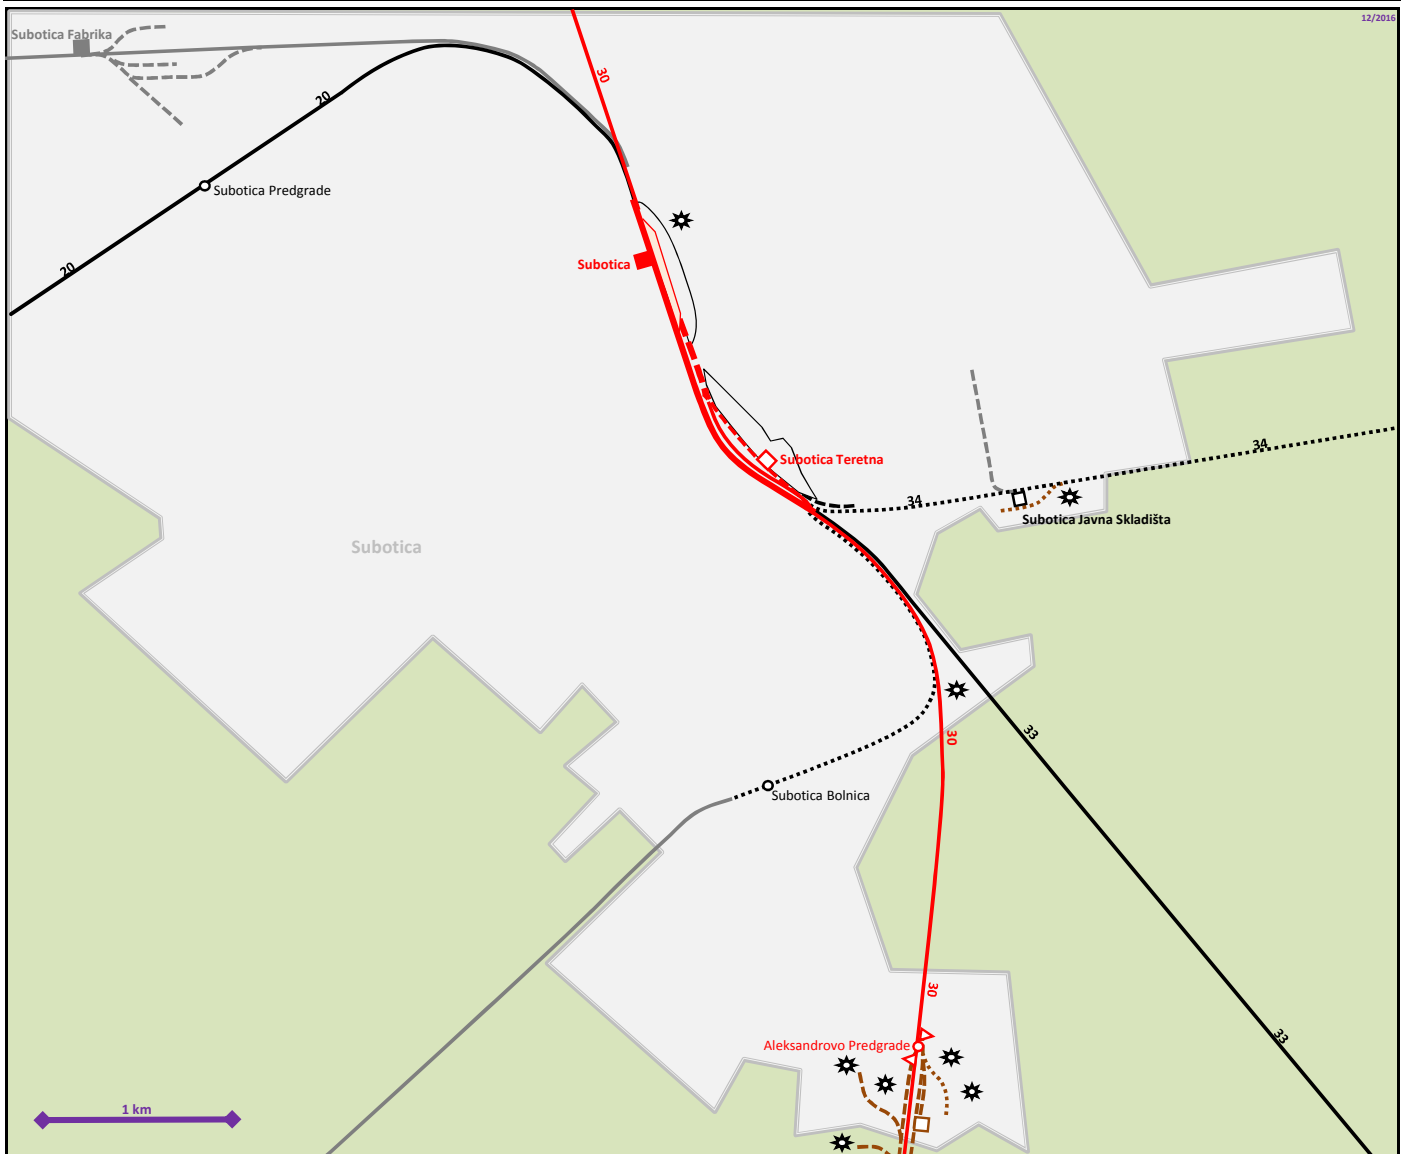 12/2016
Subotica Fabrika
30
20
Subotica Predgrade
20
Subotica
Subotica Teretna
34
34
Subotica Javna Skladišta
Subotica
30
33
Subotica Bolnica
30
33
Aleksandrovo Predgrade
1 km